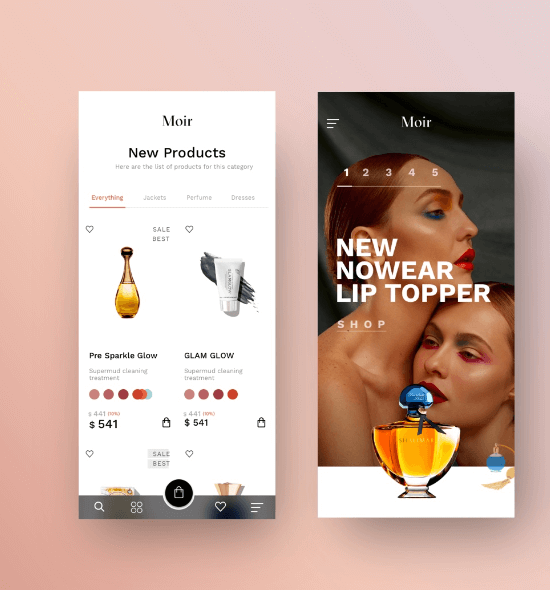 Moir
New Products
Here are the list of products for this category
Everything Jackets Perfume Dresses
SALE
BEST
Pre Sparkle Glow
Supermud cleaning
treatment
$ 441 (10%)
$ 541
GLAM GLOW
Supermud cleaning
treatment
$ 441 (10%)
$ 541
SALE
BEST
Moir
1 2 3 4 5
NEW
NOWEAR
LIP TOPPER
SHOP